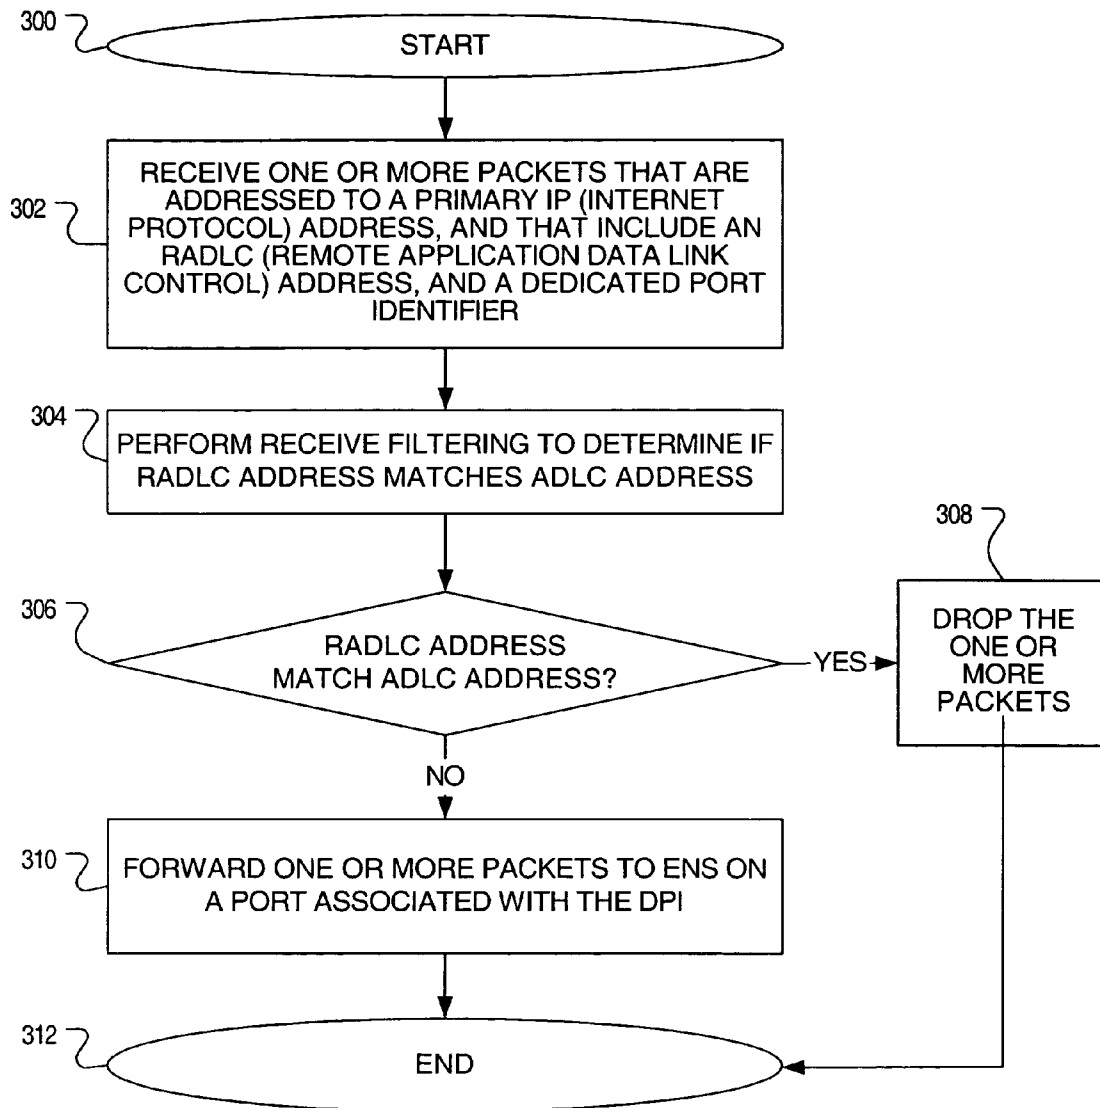 300
START
302
RECEIVE ONE OR MORE PACKETS THAT ARE
ADDRESSED TO A PRIMARY IP (INTERNET
PROTOCOL) ADDRESS, AND THAT INCLUDE AN
RADLC (REMOTE APPLICATION DATA LINK
CONTROL) ADDRESS, AND A DEDICATED PORT
IDENTIFIER
304
PERFORM RECEIVE FILTERING TO DETERMINE IF
RADLC ADDRESS MATCHES ADLC ADDRESS
306
RADLC ADDRESS
MATCH ADLC ADDRESS?
YES
308
DROP THE
ONE OR
MORE
PACKETS
NO
310
FORWARD ONE OR MORE PACKETS TO ENS ON
A PORT ASSOCIATED WITH THE DPI
312
END